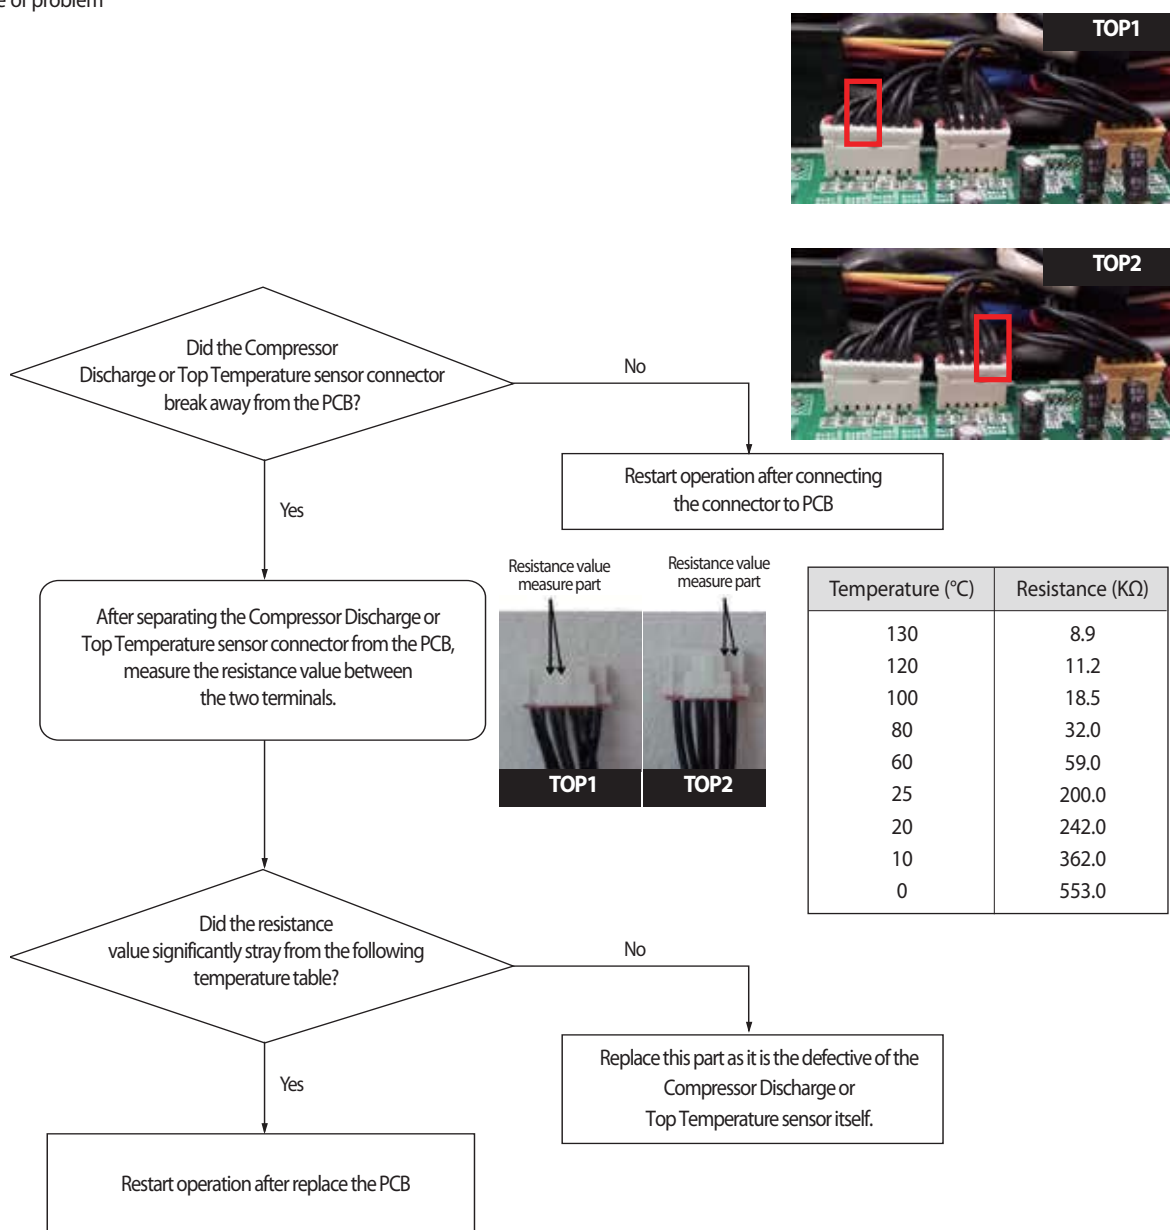 e of problem
TOP1
TOP2
Did the Compressor
Discharge or Top Temperature sensor connector
break away from the PCB?
No
Restart operation after connecting
the connector to PCB
Yes
Resistance value
measure part
Resistance value
measure part
TOP1
TOP2
After separating the Compressor Discharge or
Top Temperature sensor connector from the PCB,
measure the resistance value between
the two terminals.
Temperature (°C) Resistance (KΩ)
130 8.9
120 11.2
100 18.5
80 32.0
60 59.0
25 200.0
20 242.0
10 362.0
0 553.0
Did the resistance
value significantly stray from the following
temperature table?
No
Replace this part as it is the defective of the
Compressor Discharge or
Top Temperature sensor itself.
Yes
Restart operation after replace the PCB